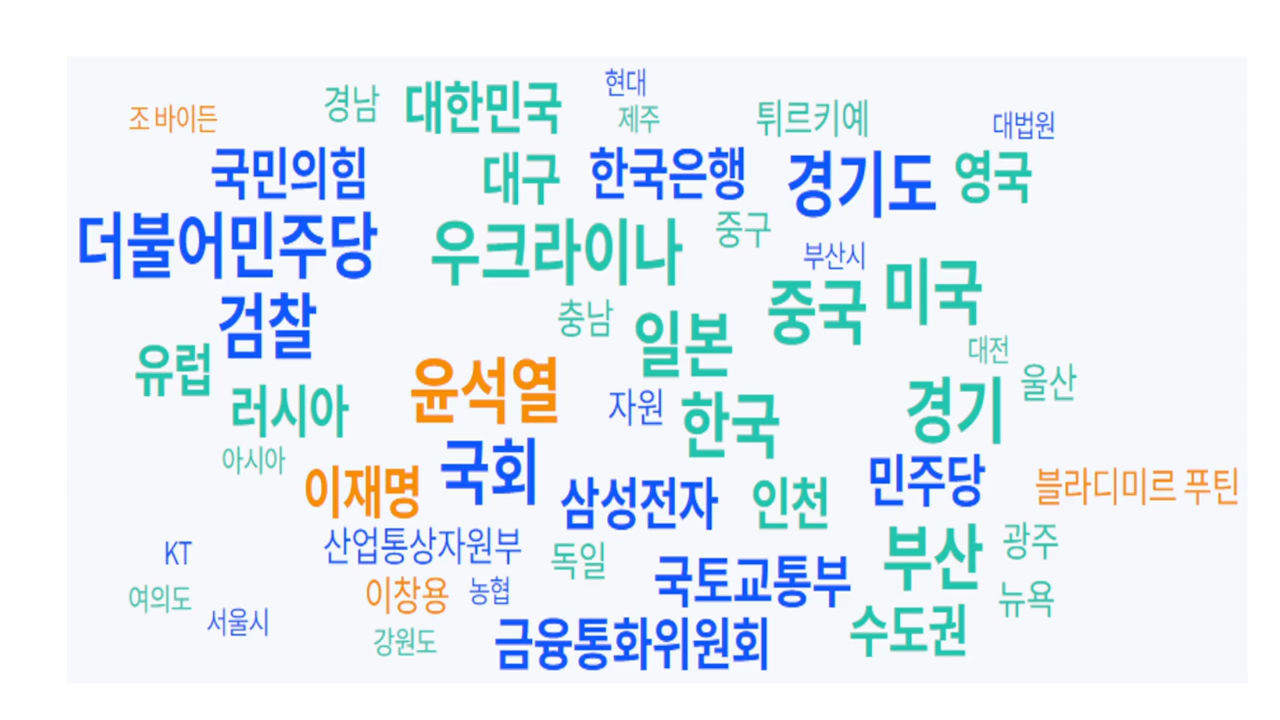 현대
경남
대한민국
제주
튀르키예
조 바이든
대법원
국민의힘
대구
한국은행
경기도
영국
더불어민주당
우크라이나
중구
부산시
검찰
충남
일본
중국
미국
유럽
대전
러시아
윤석열
자원
한국
경기
울산
아시아
이재명
국회
삼성전자
인천
민주당
블라디미르 푸틴
KT
산업통상자원부
독일
국토교통부
부산
광주
여의도
이창용
농협
뉴욕
서울시
강원도
금융통화위원회
수도권